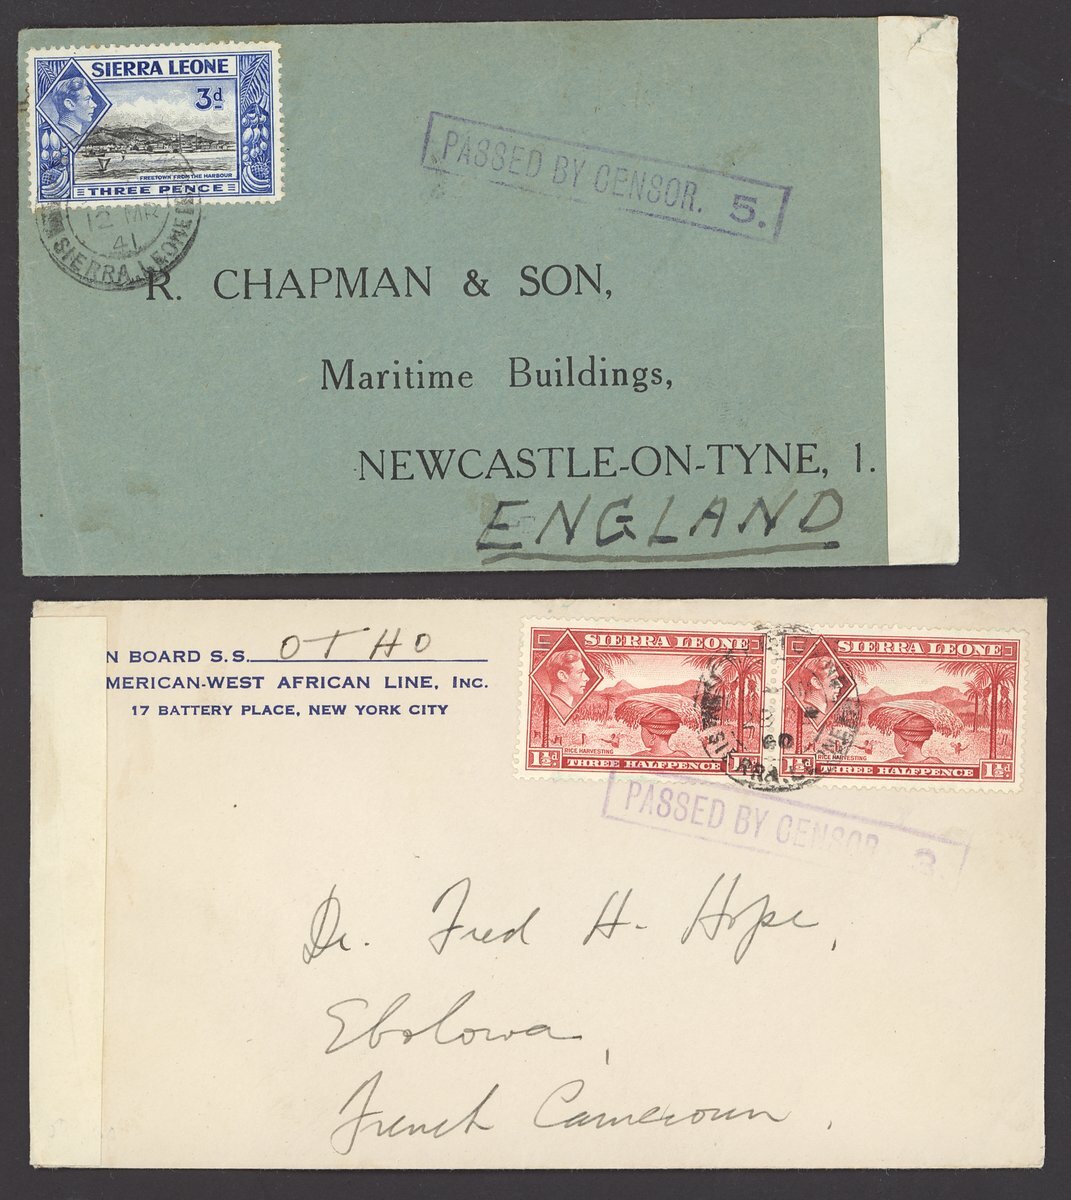 SIERRA LEONE
3d
FREETOWN FROM THE HARBOUR
THREE PENCE
12 MR
41
SIERRA LEONE
PASSED BY CENSOR. 5.
R. CHAPMAN & SON,
Maritime Buildings,
NEWCASTLE-ON-TYNE, 1.
ENGLAND
N BOARD S.S. OTHO
MERICAN-WEST AFRICAN LINE, INC.
17 BATTERY PLACE, NEW YORK CITY
SIERRA LEONE
RICE HARVESTING
1½d
THREE HALFPENCE
SIERRA LEONE
RICE HARVESTING
THREE HALFPENCE
1½d
SIERRA LEONE
PASSED BY CENSOR. 3.
Dr. Fred H. Hope,
Ebolowa,
French Cameroun.